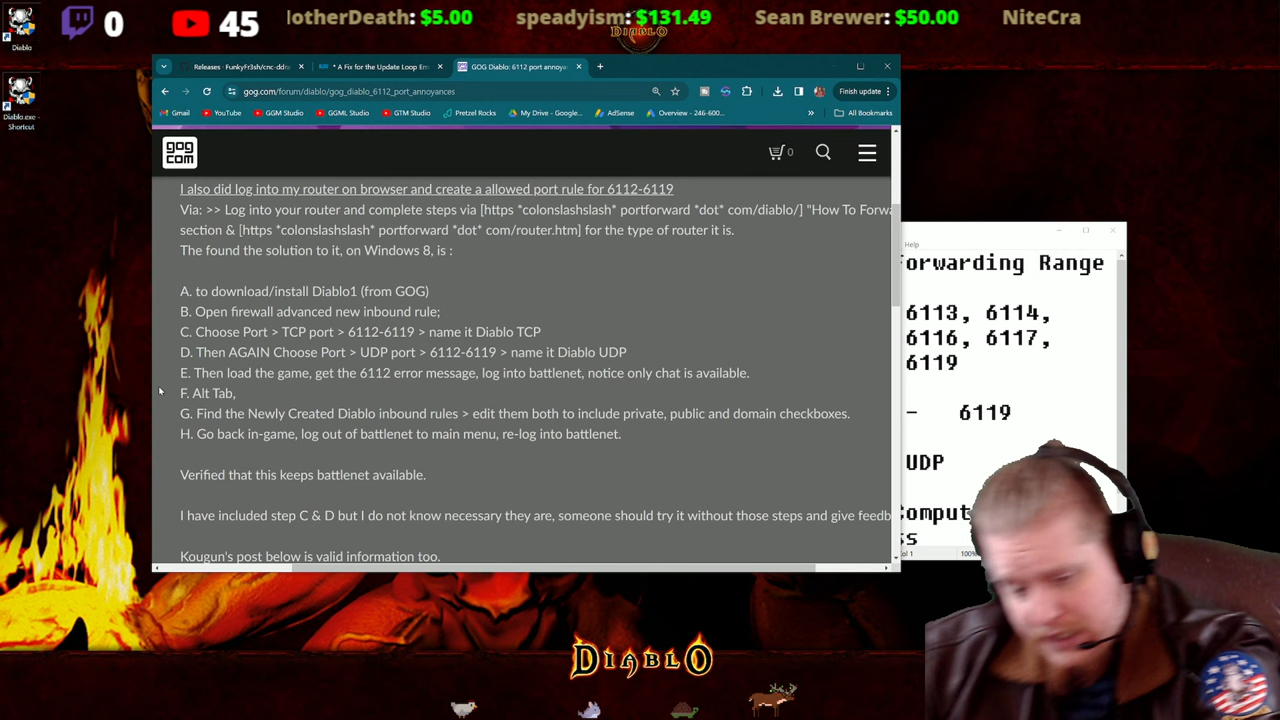 0
45
lotherDeath: $5.00
speadyism: $131.49
Sean Brewer: $50.00
NiteCra
DIABLO
Diablo
Diablo.exe -
Shortcut
Releases · FunkyFr3sh/cnc-ddra
* A Fix for the Update Loop Err
GOG Diablo: 6112 port annoyan
gog.com/forum/diablo/gog_diablo_6112_port_annoyances
Finish update
Gmail
YouTube
GGM Studio
GGML Studio
GTM Studio
Pretzel Rocks
My Drive - Google...
AdSense
Overview - 246-600...
»
All Bookmarks
gog
com
0
I also did log into my router on browser and create a allowed port rule for 6112-6119
Via: >> Log into your router and complete steps via [https *colonslashslash* portforward *dot* com/diablo/] "How To Forwa
section & [https *colonslashslash* portforward *dot* com/router.htm] for the type of router it is.
The found the solution to it, on Windows 8, is :
A. to download/install Diablo1 (from GOG)
B. Open firewall advanced new inbound rule;
C. Choose Port > TCP port > 6112-6119 > name it Diablo TCP
D. Then AGAIN Choose Port > UDP port > 6112-6119 > name it Diablo UDP
E. Then load the game, get the 6112 error message, log into battlenet, notice only chat is available.
F. Alt Tab,
G. Find the Newly Created Diablo inbound rules > edit them both to include private, public and domain checkboxes.
H. Go back in-game, log out of battlenet to main menu, re-log into battlenet.
Verified that this keeps battlenet available.
I have included step C & D but I do not know necessary they are, someone should try it without those steps and give feedb
Kougun's post below is valid information too.
Help
orwarding Range
6113, 6114,
6116, 6117,
6119
- 6119
UDP
Comput
ss
ol 1
100%
DIABLO